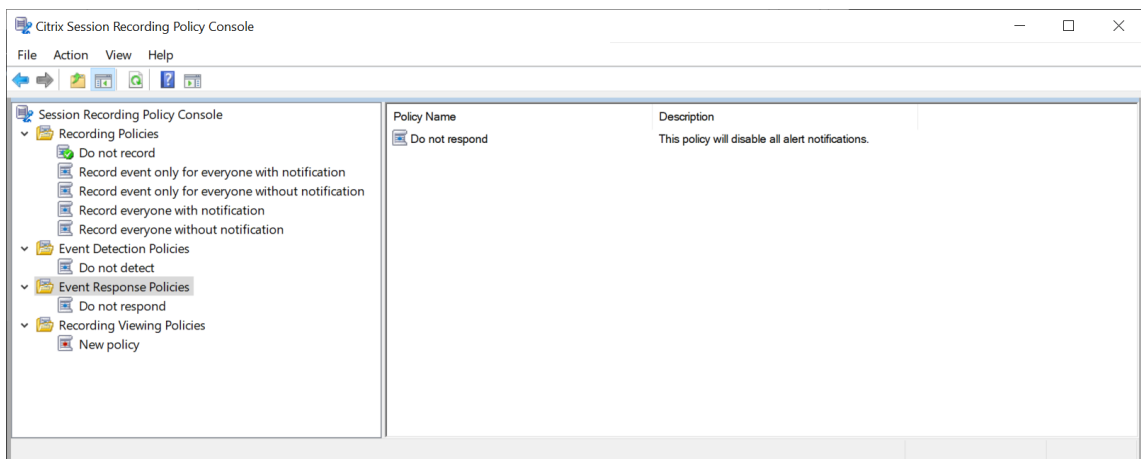 Citrix Session Recording Policy Console
File Action View Help
Session Recording Policy Console
Recording Policies
Do not record
Record event only for everyone with notification
Record event only for everyone without notification
Record everyone with notification
Record everyone without notification
Event Detection Policies
Do not detect
Event Response Policies
Do not respond
Recording Viewing Policies
New policy
Policy Name Description
Do not respond This policy will disable all alert notifications.